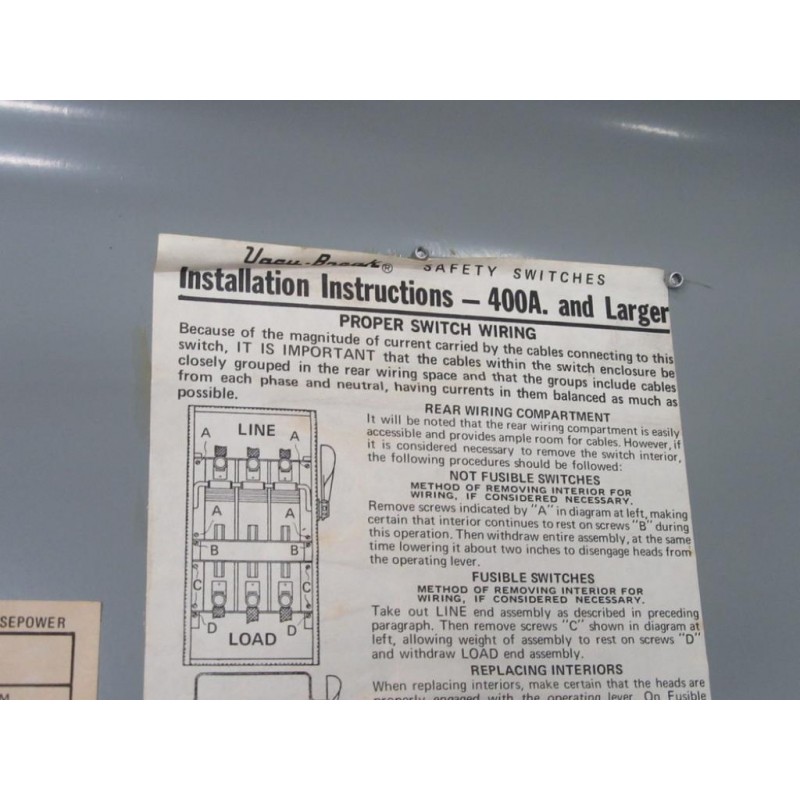 Vacu-Break® SAFETY SWITCHES
Installation Instructions — 400A. and Larger
PROPER SWITCH WIRING
Because of the magnitude of current carried by the cables connecting to this
switch, IT IS IMPORTANT that the cables within the switch enclosure be
closely grouped in the rear wiring space and that the groups include cables
from each phase and neutral, having currents in them balanced as much as
possible.
A LINE A
A A
B B
C C
D D
LOAD
REAR WIRING COMPARTMENT
It will be noted that the rear wiring compartment is easily
accessible and provides ample room for cables. However, if
it is considered necessary to remove the switch interior,
the following procedures should be followed:
NOT FUSIBLE SWITCHES
METHOD OF REMOVING INTERIOR FOR
WIRING, IF CONSIDERED NECESSARY.
Remove screws indicated by "A" in diagram at left, making
certain that interior continues to rest on screws "B" during
this operation. Then withdraw entire assembly, at the same
time lowering it about two inches to disengage heads from
the operating lever.
FUSIBLE SWITCHES
METHOD OF REMOVING INTERIOR FOR
WIRING, IF CONSIDERED NECESSARY.
Take out LINE end assembly as described in preceding
paragraph. Then remove screws "C" shown in diagram at
left, allowing weight of assembly to rest on screws "D"
and withdraw LOAD end assembly.
REPLACING INTERIORS
When replacing interiors, make certain that the heads are
properly engaged with the operating lever. On Fusible
SEPOWER
M